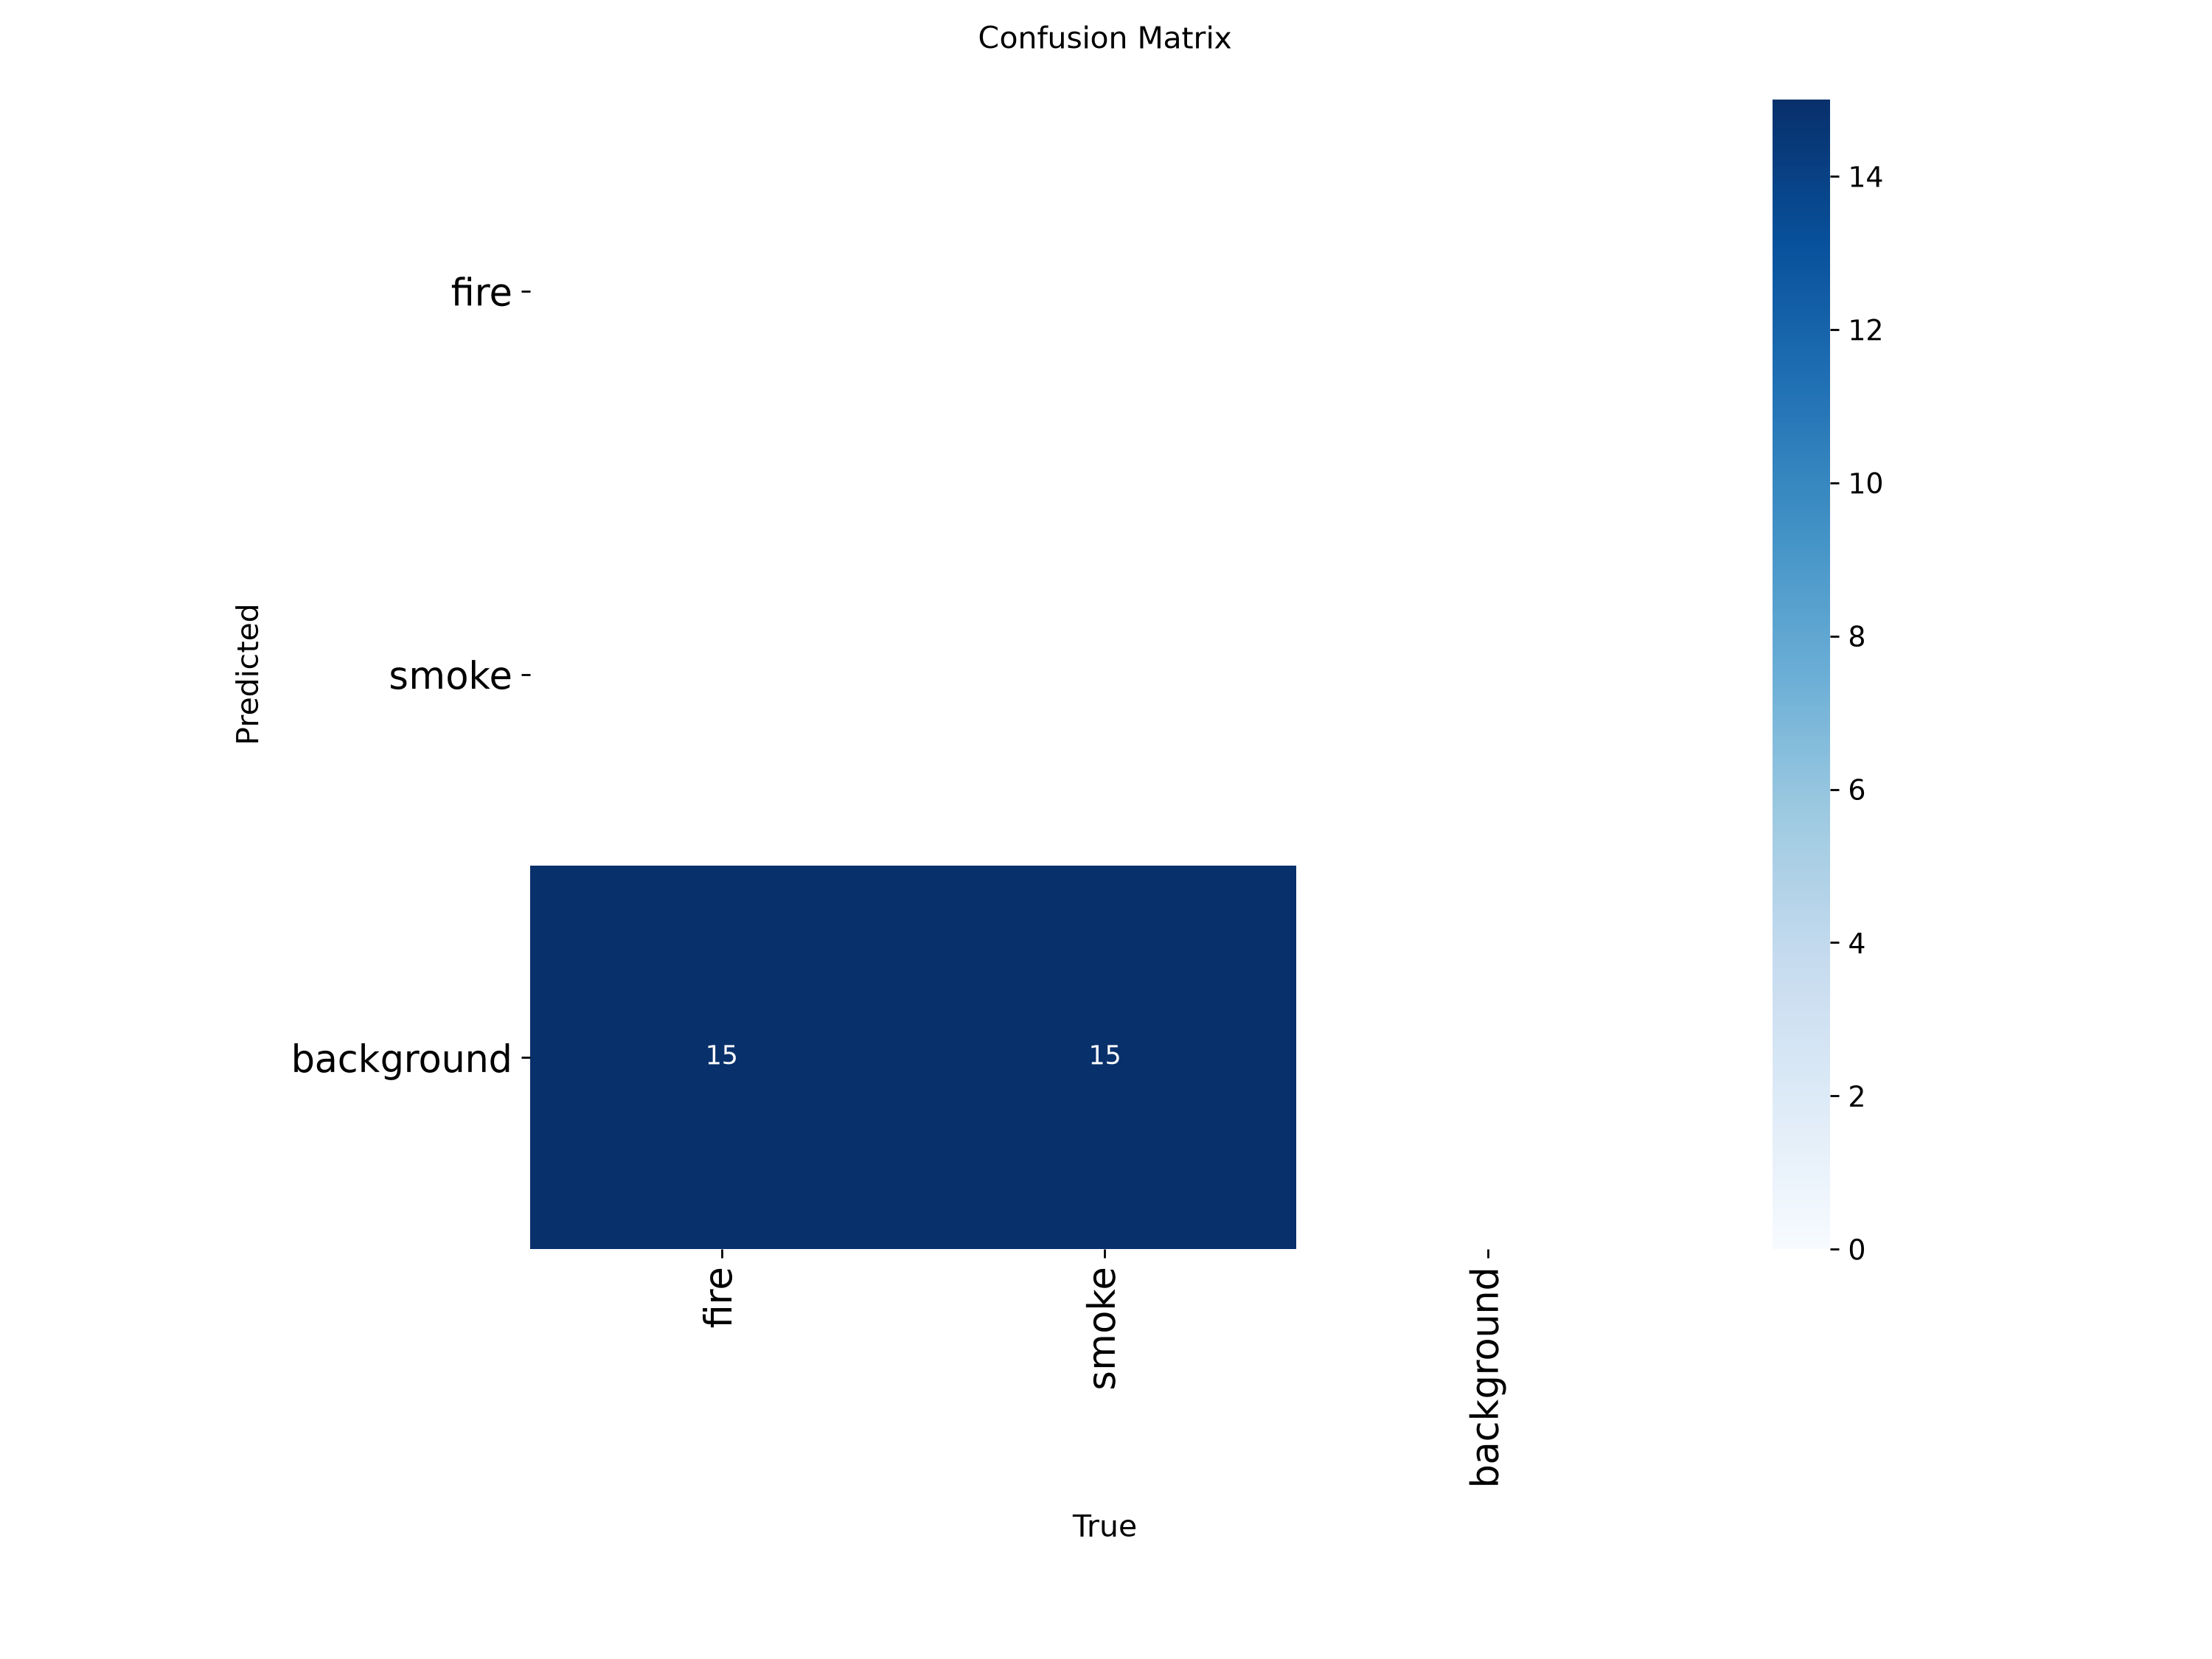 Confusion Matrix
14
12
10
8
6
4
2
0
Predicted
fire
smoke
background
15 15
fire
smoke
background
True